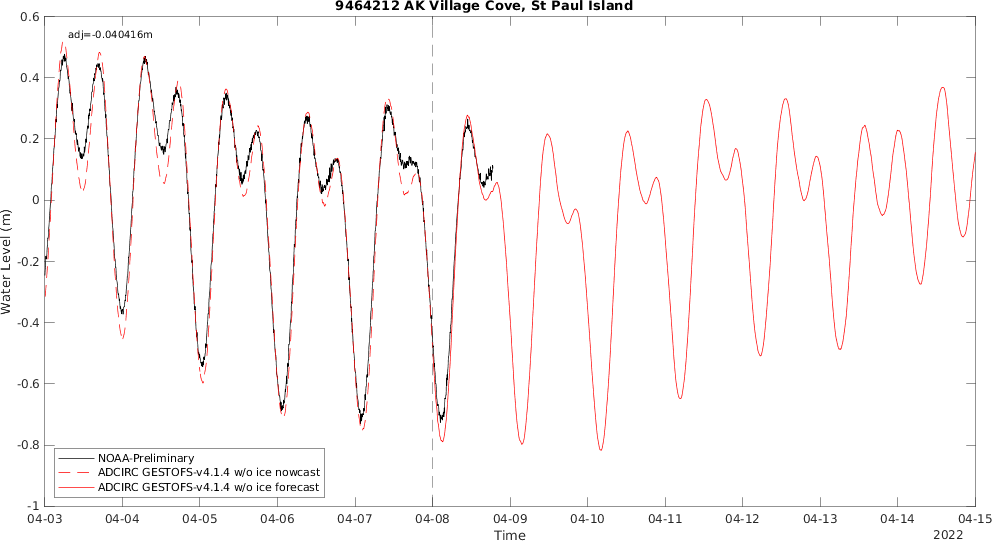 9464212 AK Village Cove, St Paul Island
adj=-0.040416m
0.6
0.4
0.2
0
-0.2
-0.4
-0.6
-0.8
-1
Water Level (m)
NOAA-Preliminary
ADCIRC GESTOFS-v4.1.4 w/o ice nowcast
ADCIRC GESTOFS-v4.1.4 w/o ice forecast
04-03 04-04 04-05 04-06 04-07 04-08 04-09 04-10 04-11 04-12 04-13 04-14 04-15
Time
2022